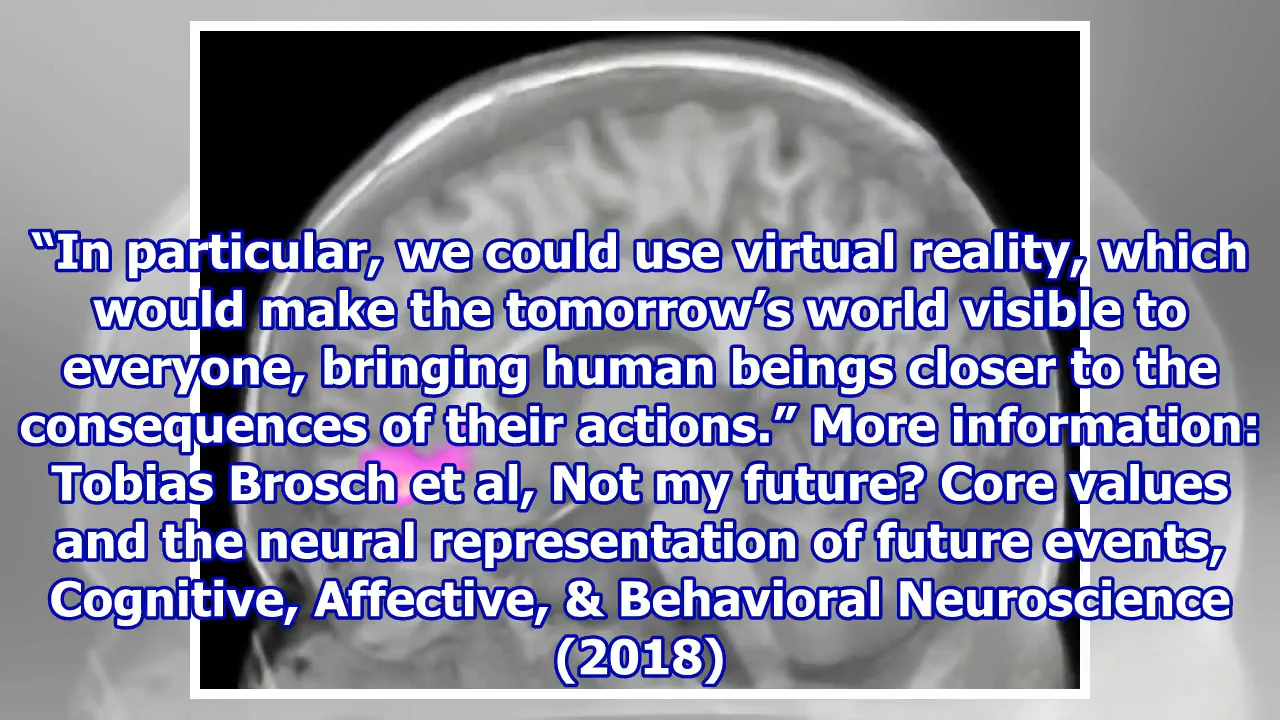 “In particular, we could use virtual reality, which
would make the tomorrow’s world visible to
everyone, bringing human beings closer to the
consequences of their actions.” More information:
Tobias Brosch et al, Not my future? Core values
and the neural representation of future events,
Cognitive, Affective, & Behavioral Neuroscience
(2018)